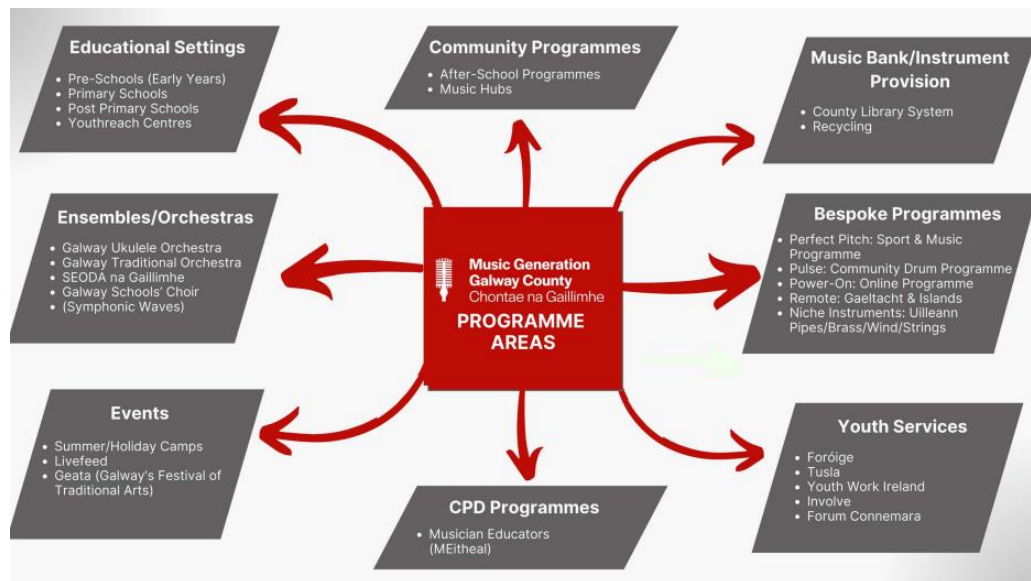 Educational Settings
• Pre-Schools (Early Years)
• Primary Schools
• Post Primary Schools
• Youthreach Centres
Community Programmes
• After-School Programmes
• Music Hubs
Music Bank/Instrument
Provision
• County Library System
• Recycling
Ensembles/Orchestras
• Galway Ukulele Orchestra
• Galway Traditional Orchestra
• SEODA na Gaillimhe
• Galway Schools' Choir
• (Symphonic Waves)
Music Generation
Galway County
Chontae na Gaillimhe
PROGRAMME
AREAS
Bespoke Programmes
• Perfect Pitch: Sport & Music
Programme
• Pulse: Community Drum Programme
• Power-On: Online Programme
• Remote: Gaeltacht & Islands
• Niche Instruments: Uilleann
Pipes/Brass/Wind/Strings
Events
• Summer/Holiday Camps
• Livefeed
• Geata (Galway's Festival of
Traditional Arts)
CPD Programmes
• Musician Educators
(MEitheal)
Youth Services
• Foróige
• Tusla
• Youth Work Ireland
• Involve
• Forum Connemara